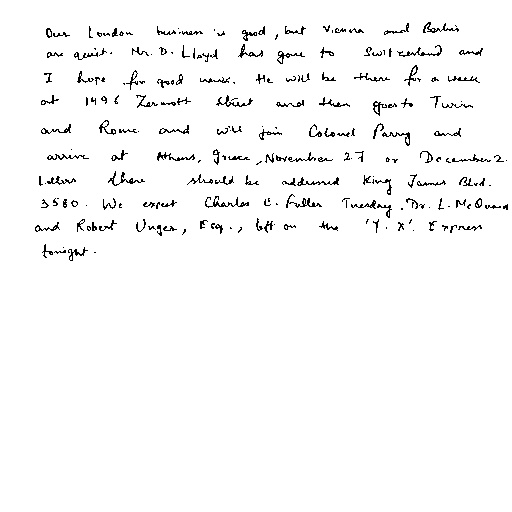 Our London business is good, but Vienna and Berlin
are quiet. Mr. D. Lloyd has gone to Switzerland and
I hope for good news. He will be there for a week
at 1496 Zermott Street and then goes to Turin
and Rome and will join Colonel Parry and
arrive at Athens, Greece, November 27 or December 2.
Letters there should be addressed King James Blvd.
3580. We expect Charles E. Fuller Tuesday. Dr. L. McQuaid
and Robert Unger, Esq., left on the 'Y. X'. Express
tonight.